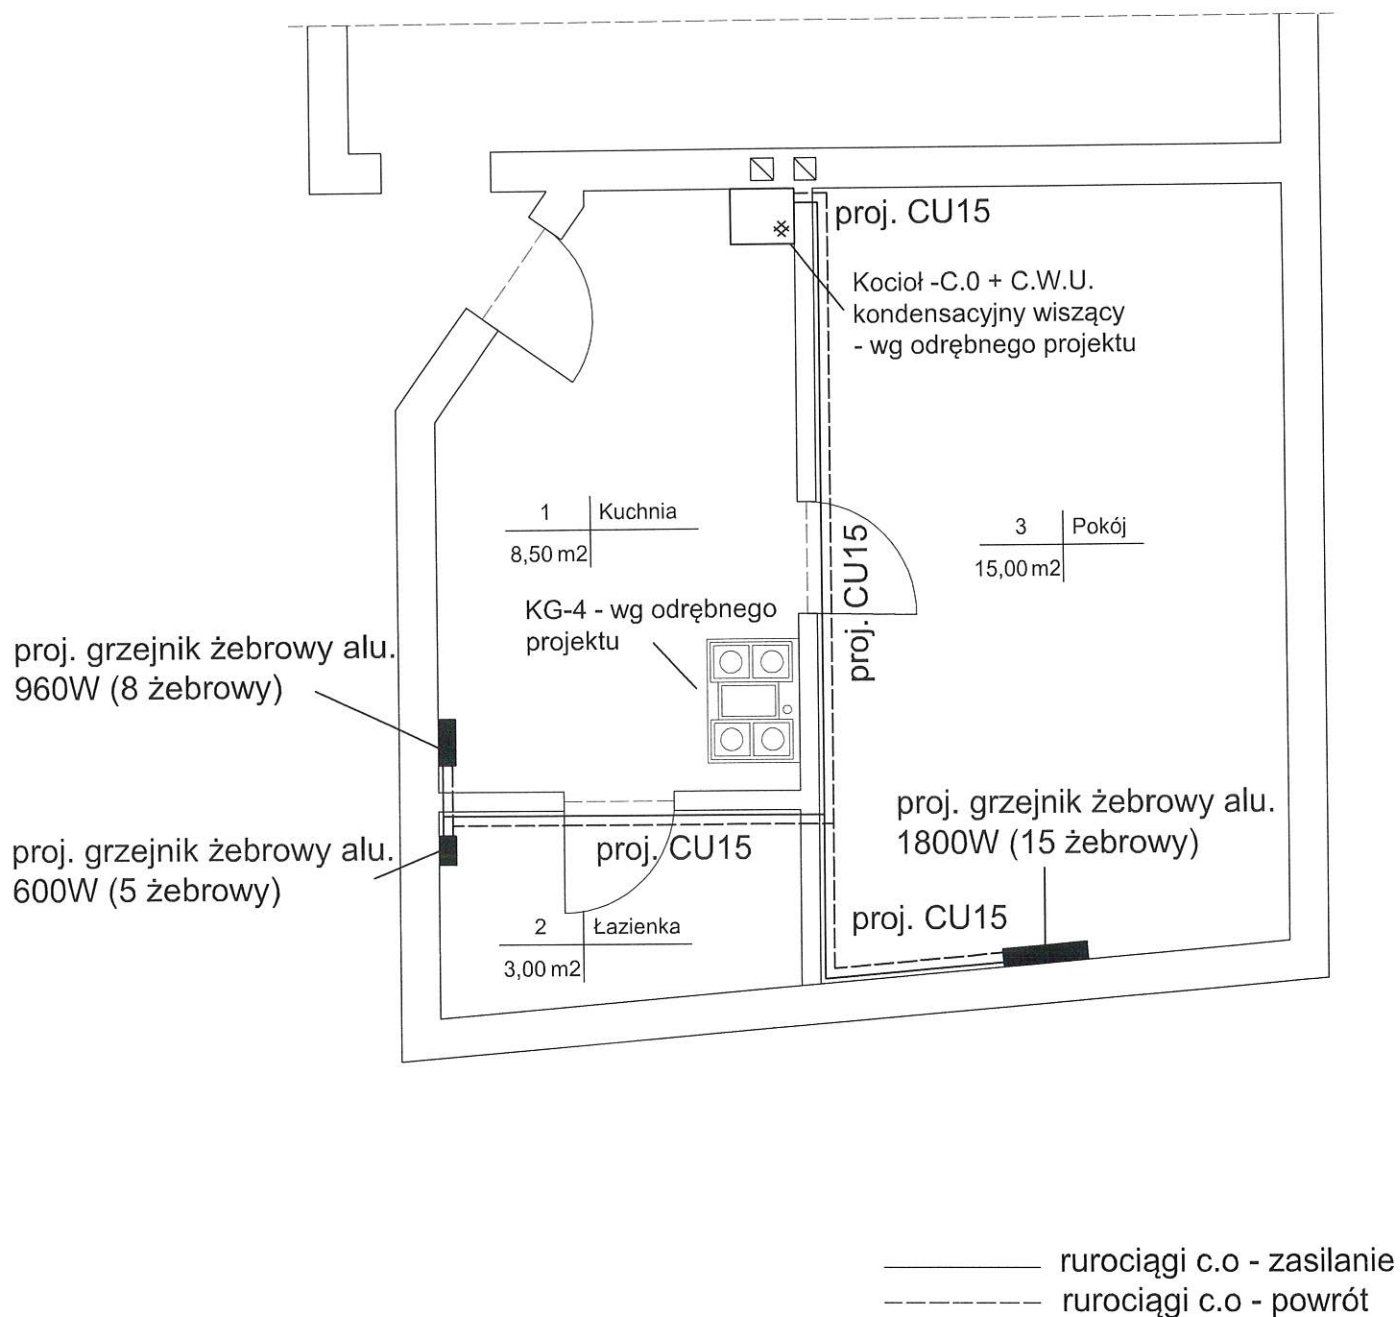 proj. CU15
Kocioł -C.0 + C.W.U.
kondensacyjny wiszący
- wg odrębnego projektu
1 Kuchnia
8,50 m2
3 Pokój
15,00 m2
proj. CU15
KG-4 - wg odrębnego
projektu
proj. grzejnik żebrowy alu.
960W (8 żebrowy)
proj. grzejnik żebrowy alu.
1800W (15 żebrowy)
proj. grzejnik żebrowy alu.
600W (5 żebrowy)
proj. CU15
proj. CU15
2 Łazienka
3,00 m2
rurociągi c.o - zasilanie
rurociągi c.o - powrót